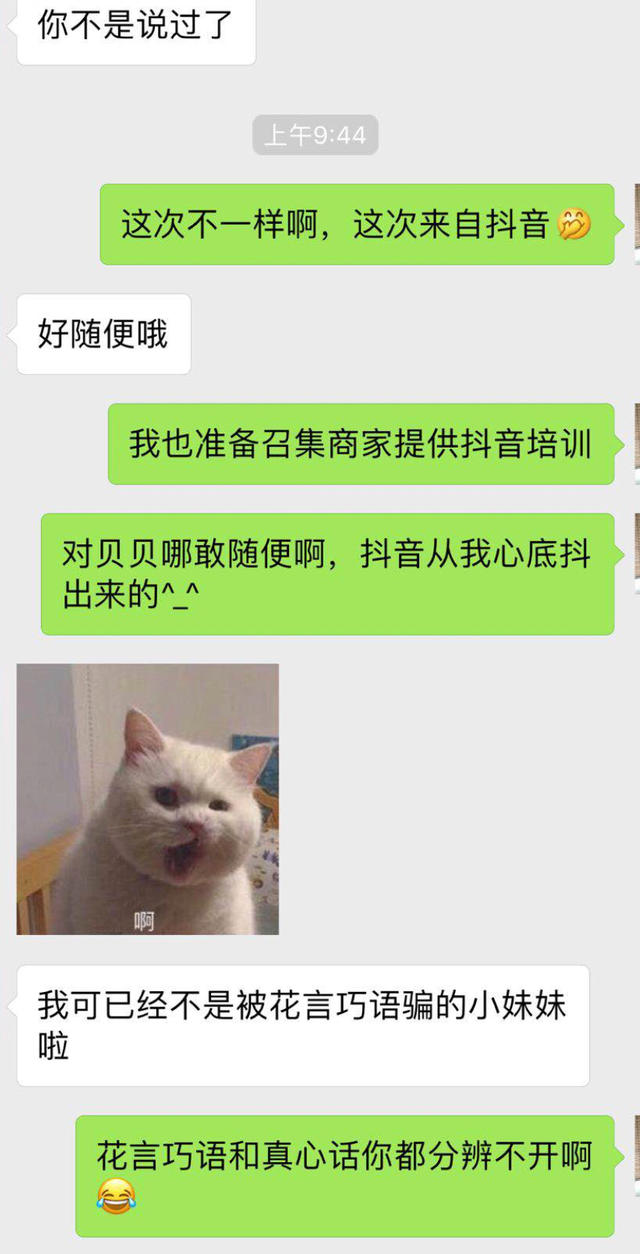 你不是说过了
上午9:44
这次不一样啊，这次来自抖音🤭
好随便哦
我也准备召集商家提供抖音培训
对贝贝哪敢随便啊，抖音从我心底抖
出来的^_^
啊
我可已经不是被花言巧语骗的小妹妹
啦
花言巧语和真心话你都分辨不开啊
😂